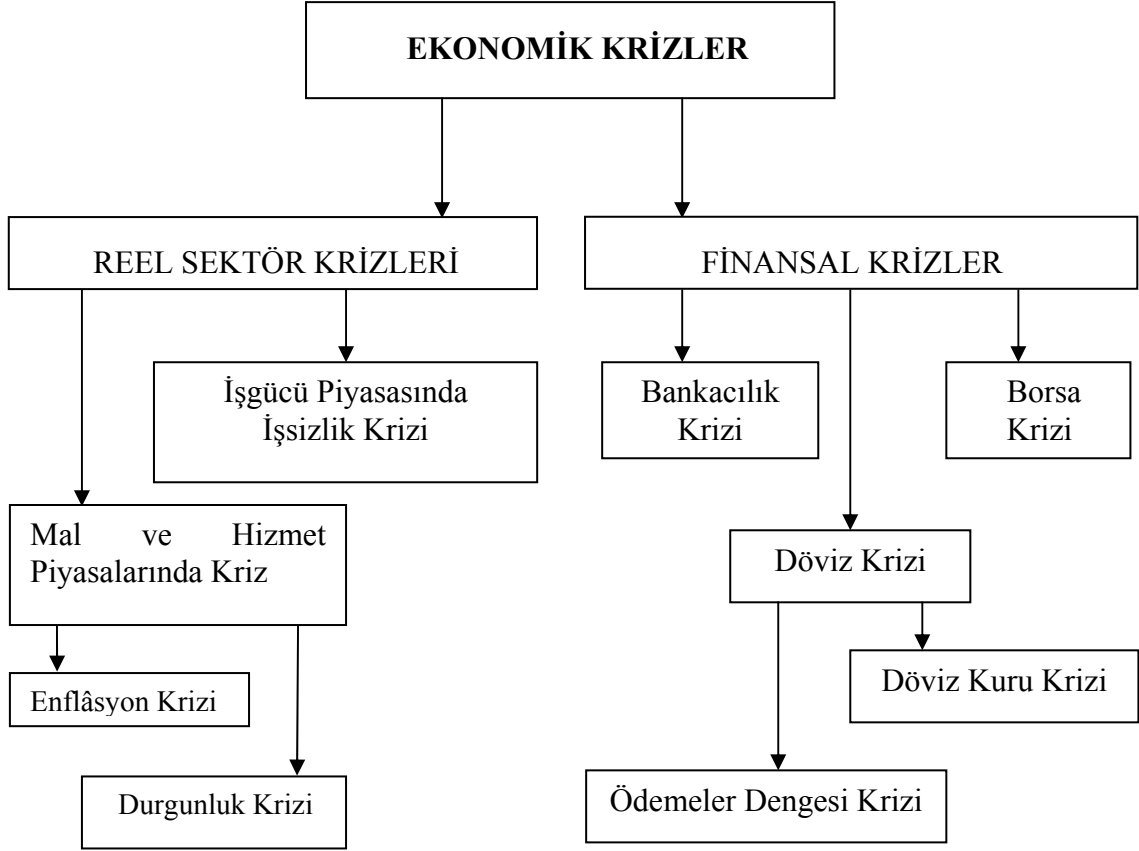 EKONOMİK KRİZLER
REEL SEKTÖR KRİZLERİ
FİNANSAL KRİZLER
İşgücü Piyasasında
İşsizlik Krizi
Bankacılık
Krizi
Borsa
Krizi
Mal ve Hizmet
Piyasalarında Kriz
Döviz Krizi
Enflâsyon Krizi
Döviz Kuru Krizi
Durgunluk Krizi
Ödemeler Dengesi Krizi